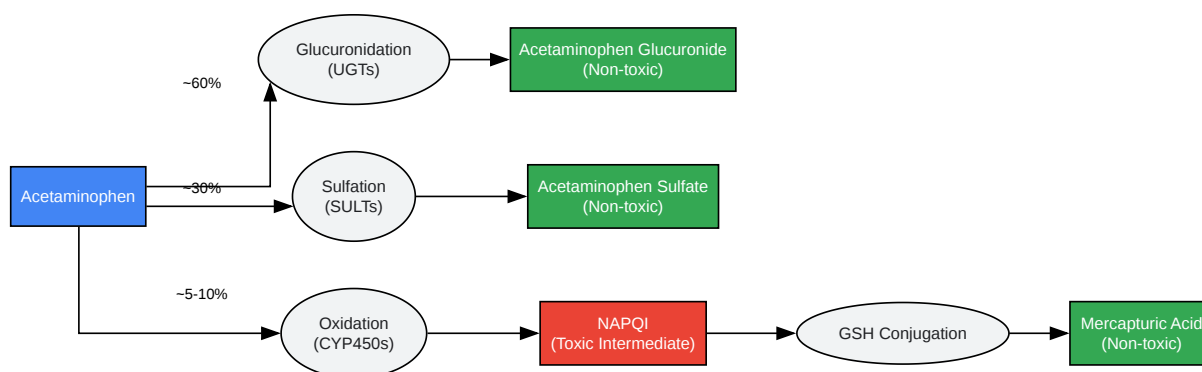 Glucuronidation
(UGTs)
Acetaminophen Glucuronide
(Non-toxic)
~60%
Acetaminophen
~30%
Sulfation
(SULTs)
Acetaminophen Sulfate
(Non-toxic)
~5-10%
Oxidation
(CYP450s)
NAPQI
(Toxic Intermediate)
GSH Conjugation
Mercapturic Acid
(Non-toxic)